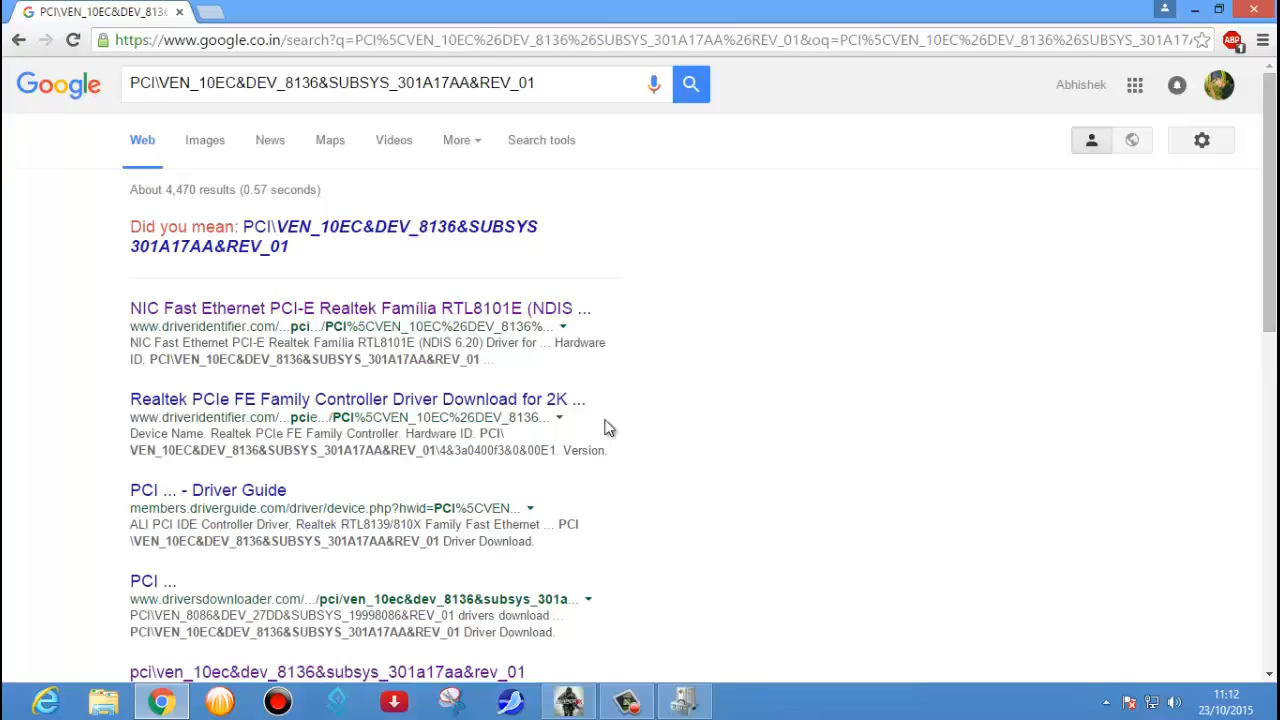 PCI\VEN_10EC&DEV_813
https://www.google.co.in/search?q=PCI%5CVEN_10EC%26DEV_8136%26SUBSYS_301A17AA%26REV_01&oq=PCI%5CVEN_10EC%26DEV_8136%26SUBSYS_301A17
ABP
1
Google
PCI\VEN_10EC&DEV_8136&SUBSYS_301A17AA&REV_01
Abhishek
Web Images News Maps Videos More Search tools
About 4,470 results (0.57 seconds)
Did you mean: PCI\VEN_10EC&DEV_8136&SUBSYS
301A17AA&REV_01
NIC Fast Ethernet PCI-E Realtek Família RTL8101E (NDIS ...
www.driveridentifier.com/...pci.../PCI%5CVEN_10EC%26DEV_8136%...
NIC Fast Ethernet PCI-E Realtek Família RTL8101E (NDIS 6.20) Driver for ... Hardware
ID, PCI\VEN_10EC&DEV_8136&SUBSYS_301A17AA&REV_01 ...
Realtek PCIe FE Family Controller Driver Download for 2K ...
www.driveridentifier.com/...pcie.../PCI%5CVEN_10EC%26DEV_8136...
Device Name. Realtek PCIe FE Family Controller. Hardware ID. PCI\
VEN_10EC&DEV_8136&SUBSYS_301A17AA&REV_01\4&3a0400f3&0&00E1. Version.
PCI ... - Driver Guide
members.driverguide.com/driver/device.php?hwid=PCI%5CVEN...
ALI PCI IDE Controller Driver, Realtek RTL8139/810X Family Fast Ethernet ... PCI
\VEN_10EC&DEV_8136&SUBSYS_301A17AA&REV_01 Driver Download.
PCI ...
www.driversdownloader.com/.../pci/ven_10ec&dev_8136&subsys_301a...
PCI\VEN_8086&DEV_27DD&SUBSYS_19998086&REV_01 drivers download ...
PCI\VEN_10EC&DEV_8136&SUBSYS_301A17AA&REV_01 Driver Download.
pci\ven_10ec&dev_8136&subsys_301a17aa&rev_01
11:12
23/10/2015